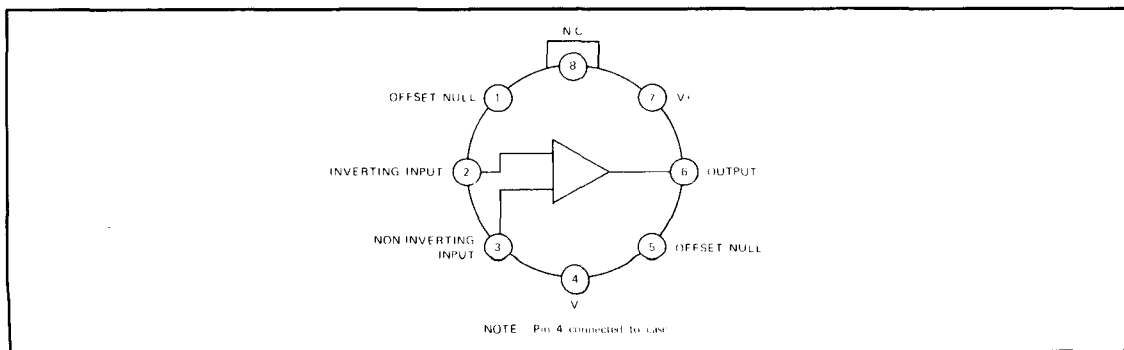 N C
8
OFFSET NULL 1
7 V+
INVERTING INPUT 2
6 OUTPUT
NON INVERTING
INPUT
3
5 OFFSET NULL
4
V
NOTE Pin 4 connected to case